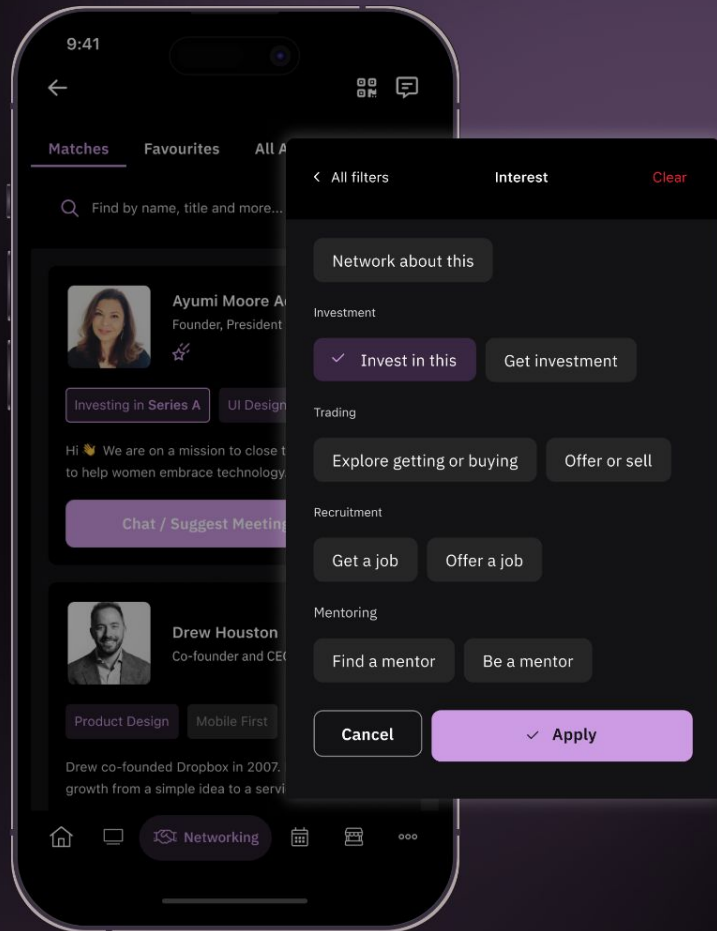 9:41
Matches
Favourites
All A
Find by name, title and more...
Ayumi Moore A
Founder, President
Investing in Series A
UI Design
Hi 👋 We are on a mission to close t
to help women embrace technology.
Chat / Suggest Meeting
Drew Houston
Co-founder and CE
Product Design
Mobile First
Drew co-founded Dropbox in 2007.
growth from a simple idea to a servi
Networking
All filters
Interest
Clear
Network about this
Investment
Invest in this
Get investment
Trading
Explore getting or buying
Offer or sell
Recruitment
Get a job
Offer a job
Mentoring
Find a mentor
Be a mentor
Cancel
Apply